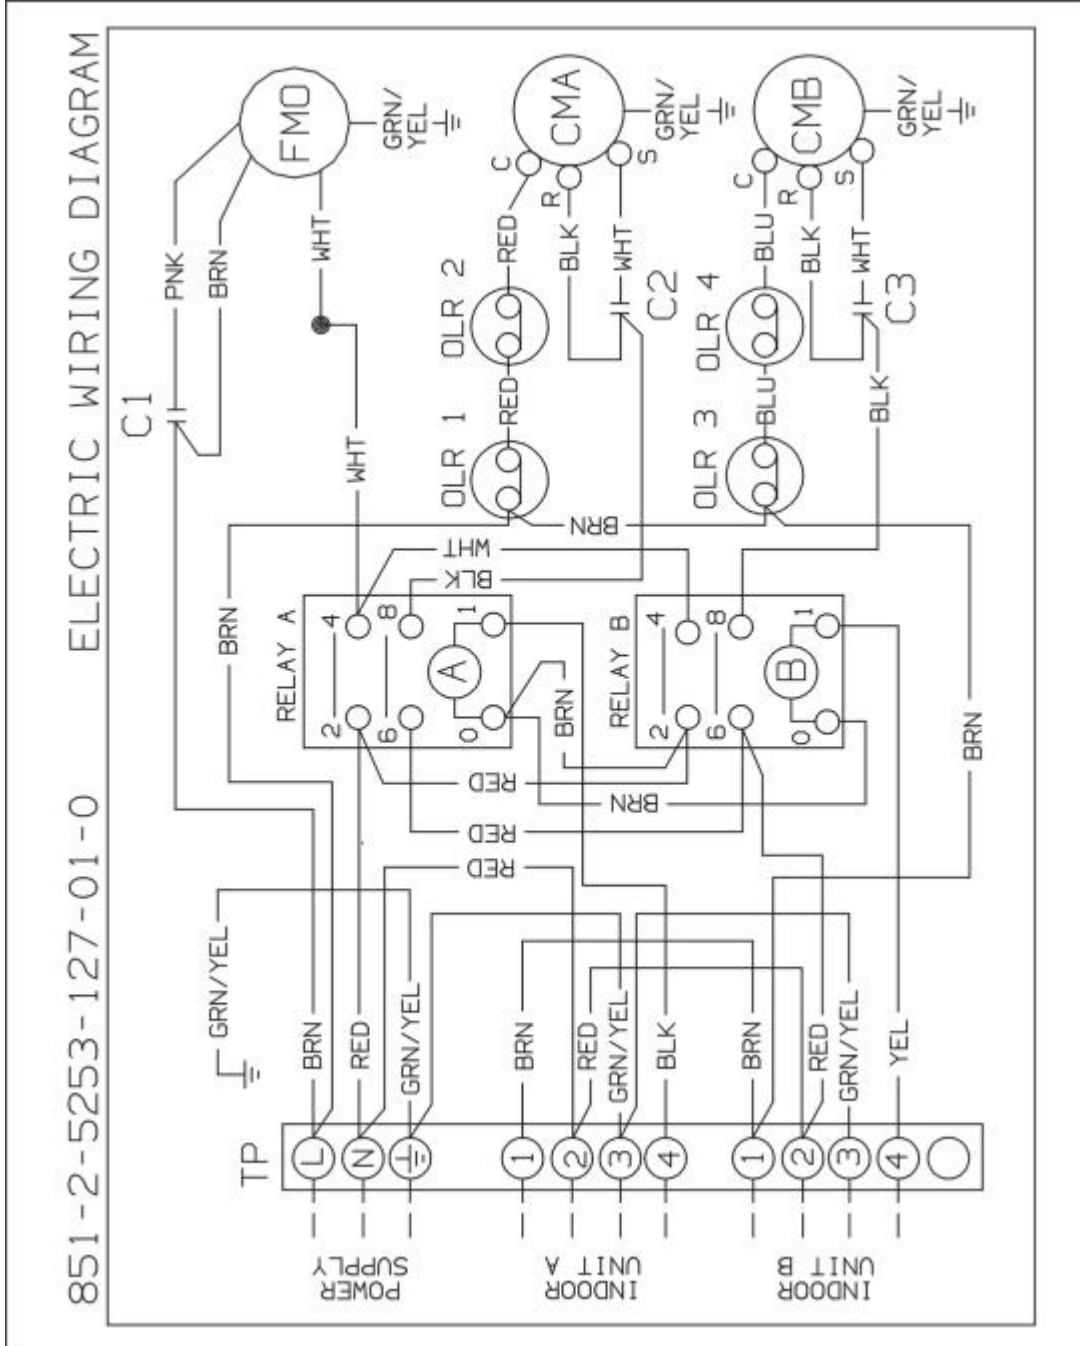 851-2-5253-127-01-0 ELECTRIC WIRING DIAGRAM
FMO
GRN/
YEL
CMA
GRN/
YEL
CMB
GRN/
YEL
C
R
S
C
R
S
PNK
BRN
WHT
RED
BLK
WHT
BLU
BLK
WHT
OLR 2
C2
OLR 4
C3
C1
WHT
OLR 1
RED
OLR 3
BLU
BLK
BRN
WHT
BLK
BRN
RELAY A
4
8
1
A
2
6
0
RELAY B
4
8
1
B
2
6
0
BRN
BRN
RED
BRN
RED
RED
GRN/YEL
BRN
RED
GRN/YEL
BRN
RED
GRN/YEL
BLK
BRN
RED
GRN/YEL
YEL
TP
L
N
1
2
3
4
1
2
3
4
POWER
SUPPLY
INDOOR
UNIT A
INDOOR
UNIT B